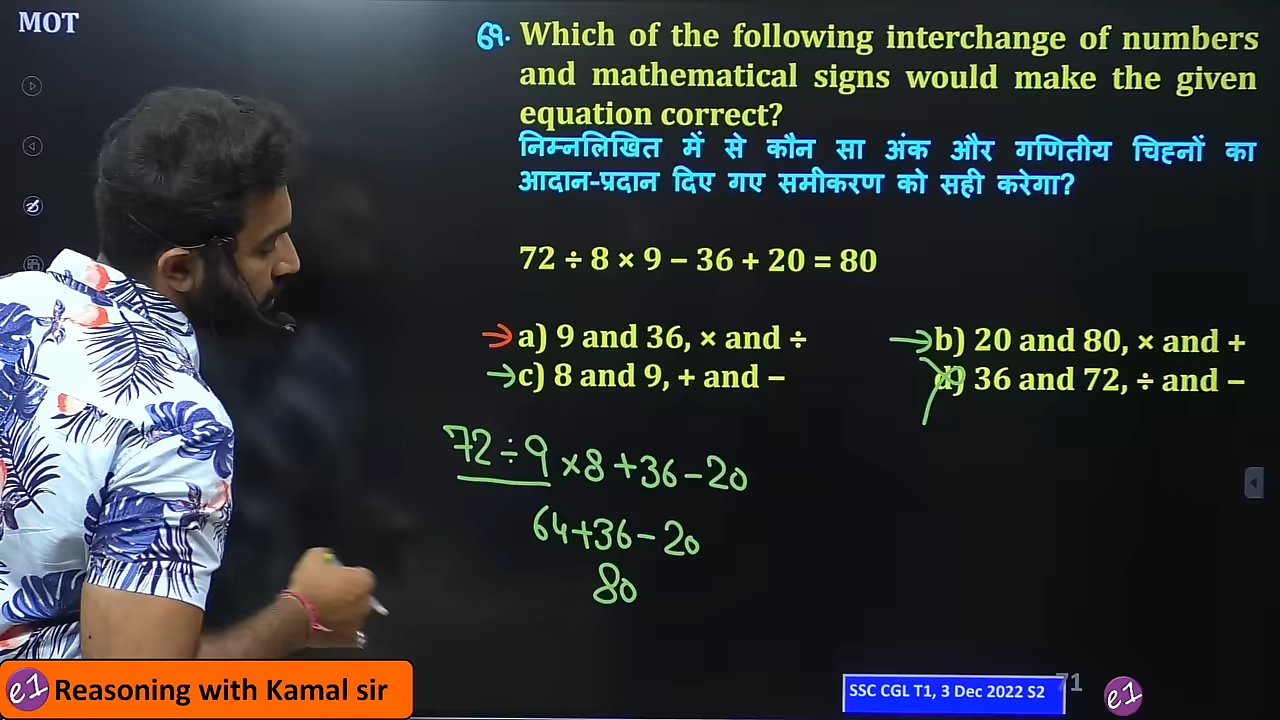 MOT
69. Which of the following interchange of numbers
and mathematical signs would make the given
equation correct?
निम्नलिखित में से कौन सा अंक और गणितीय चिह्नों का
आदान-प्रदान दिए गए समीकरण को सही करेगा?
72 ÷ 8 × 9 – 36 + 20 = 80
a) 9 and 36, × and ÷
b) 20 and 80, × and +
c) 8 and 9, + and –
d) 36 and 72, ÷ and –
72 ÷ 9 × 8 + 36 – 20
64 + 36 – 20
80
e1 Reasoning with Kamal sir
SSC CGL T1, 3 Dec 2022 S2
71
e1